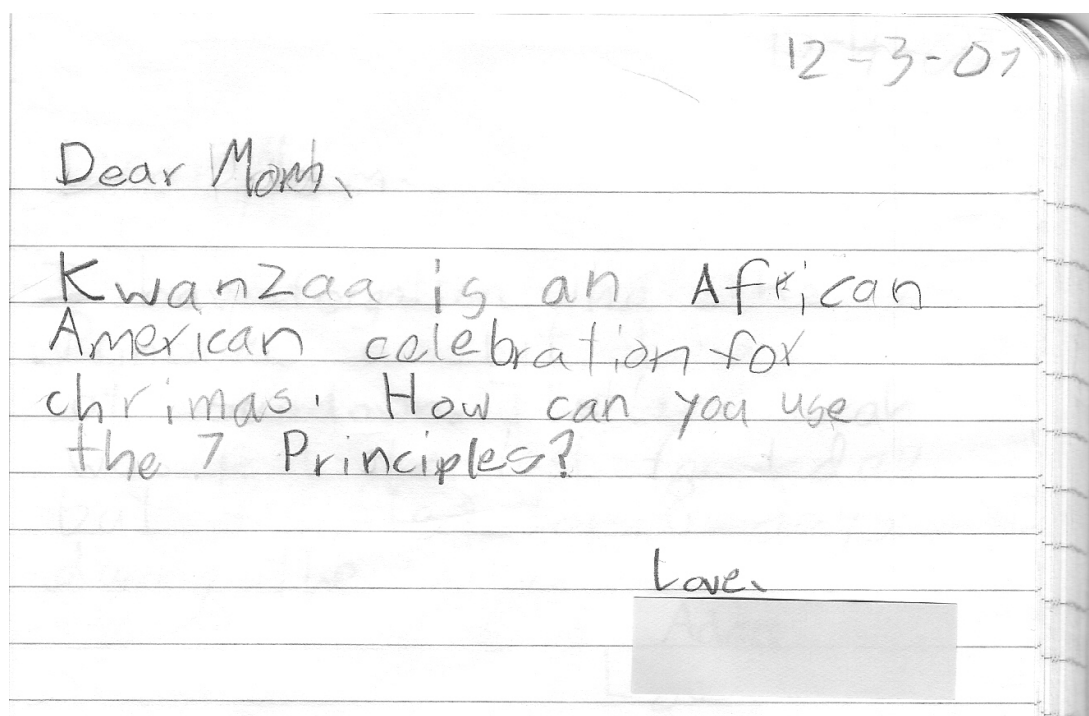 12-3-07
Dear Mom,
Kwanzaa is an African
American celebration for
chrimas. How can you use
the 7 Principles?
Love,